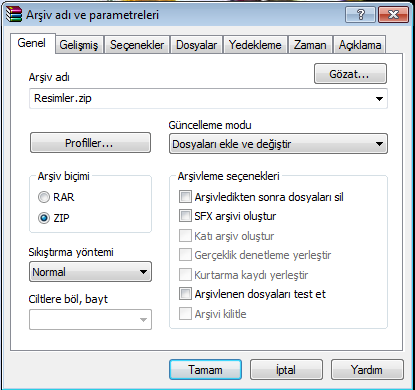 Arşiv adı ve parametreleri
Genel Gelişmiş Seçenekler Dosyalar Yedekleme Zaman Açıklama
Arşiv adı
Gözat...
Resimler.zip
Profiller...
Güncelleme modu
Dosyaları ekle ve değiştir
Arşiv biçimi
RAR
ZIP
Sıkıştırma yöntemi
Normal
Ciltlere böl, bayt
Arşivleme seçenekleri
Arşivledikten sonra dosyaları sil
SFX arşivi oluştur
Katı arşiv oluştur
Gerçeklik denetleme yerleştir
Kurtarma kaydı yerleştir
Arşivlenen dosyaları test et
Arşivi kilitle
Tamam İptal Yardım